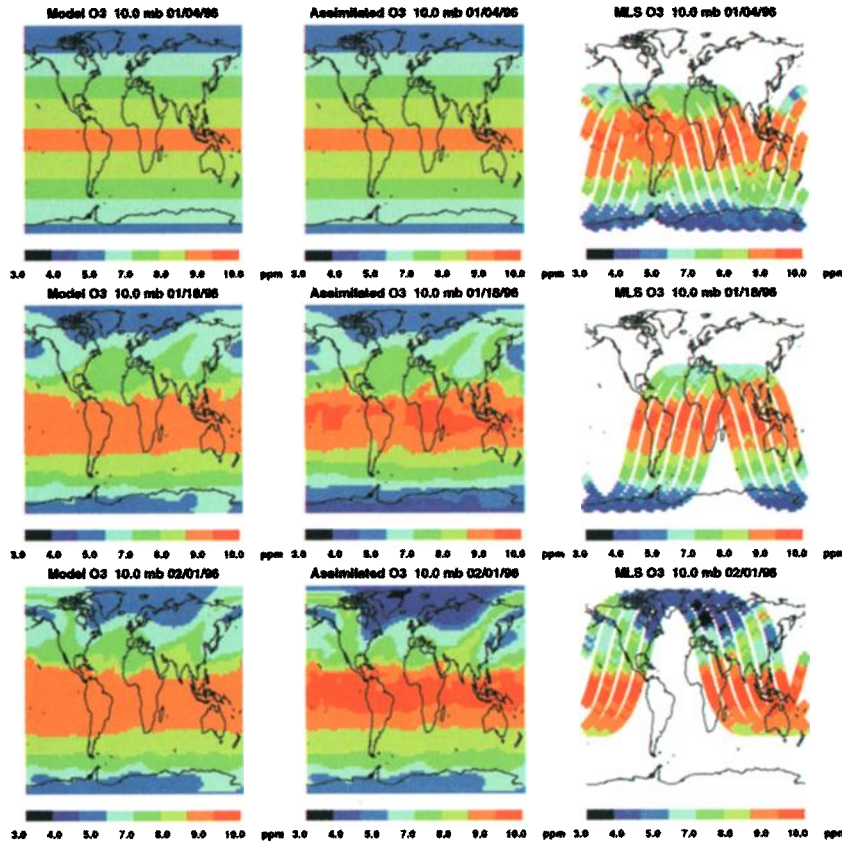 Model O3 10.0 mb 01/04/96
Assimilated O3 10.0 mb 01/04/96
MLS O3 10.0 mb 01/04/96
3.0 4.0 5.0 7.0 8.0 9.0 10.0 ppm
3.0 4.0 5.0 7.0 8.0 9.0 10.0 ppm
3.0 4.0 5.0 7.0 8.0 9.0 10.0 ppm
Model O3 10.0 mb 01/18/96
Assimilated O3 10.0 mb 01/18/96
MLS O3 10.0 mb 01/18/96
3.0 4.0 5.0 7.0 8.0 9.0 10.0 ppm
3.0 4.0 5.0 7.0 8.0 9.0 10.0 ppm
3.0 4.0 5.0 7.0 8.0 9.0 10.0 ppm
Model O3 10.0 mb 02/01/96
Assimilated O3 10.0 mb 02/01/96
MLS O3 10.0 mb 02/01/96
3.0 4.0 5.0 7.0 8.0 9.0 10.0 ppm
3.0 4.0 5.0 7.0 8.0 9.0 10.0 ppm
3.0 4.0 5.0 7.0 8.0 9.0 10.0 ppm